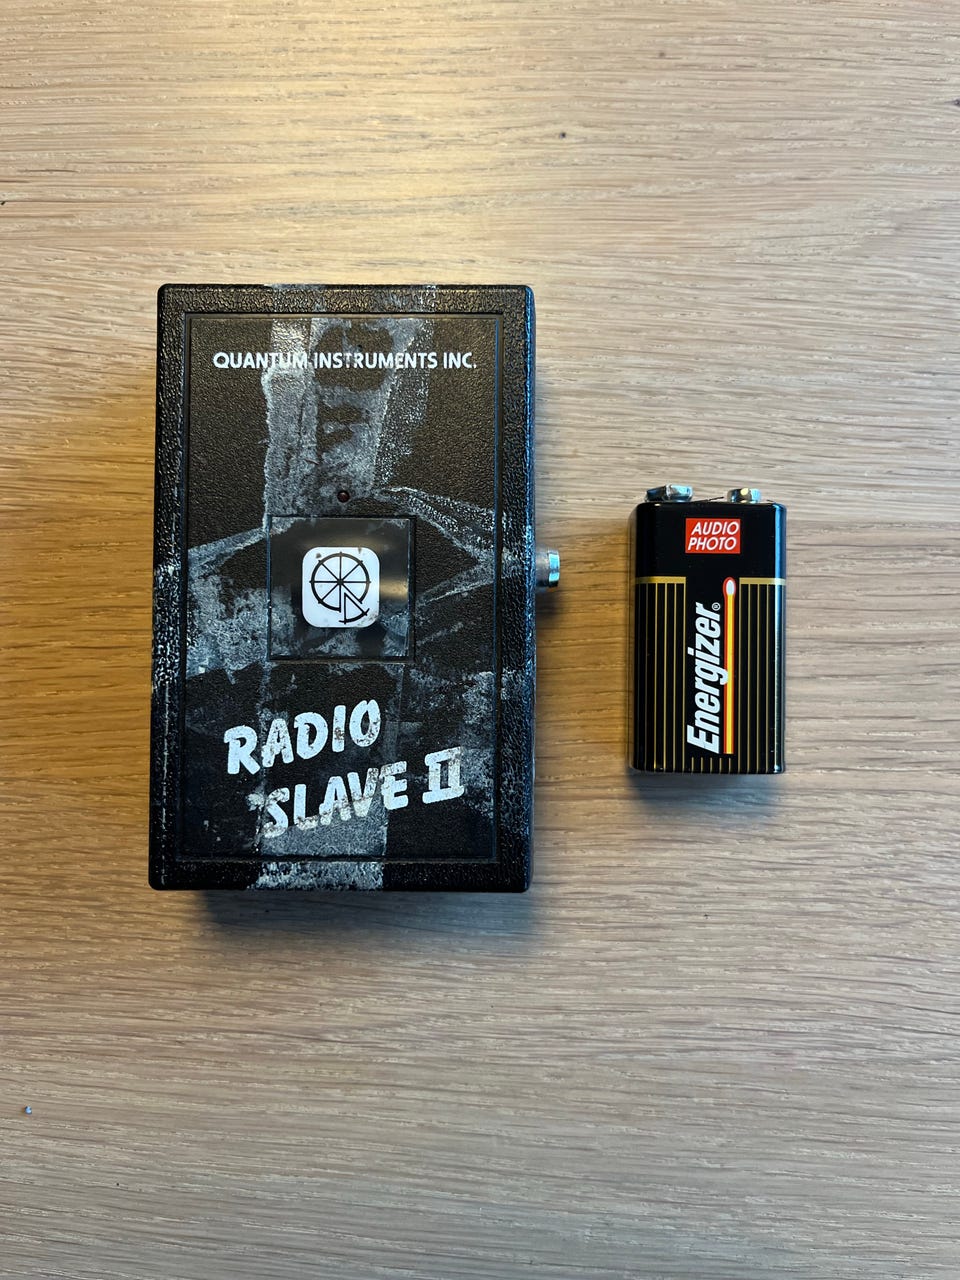 QUANTUM INSTRUMENTS INC.
RADIO
SLAVE II
AUDIO
PHOTO
Energizer®